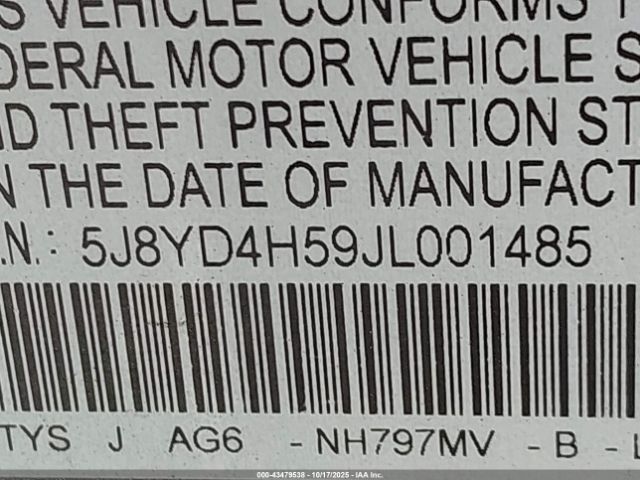 S VEHICLE CONFORMS T
DERAL MOTOR VEHICLE S
ID THEFT PREVENTION ST
N THE DATE OF MANUFACT
.N.: 5J8YD4H59JL001485
TYS J AG6 -NH797MV - B - L
000-43479538 - 10/17/2025 - IAA Inc.